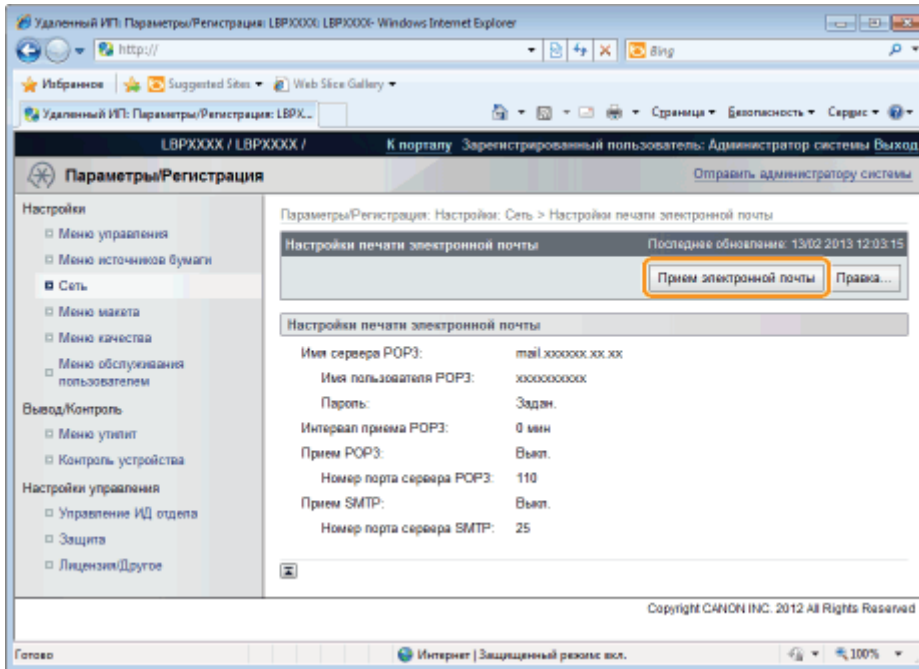 Удаленный ИП: Параметры/Регистрация: LBPXXXX: LBPXXXX- Windows Internet Explorer
http://
Bing
Избранное Suggested Sites Web Slice Gallery
Удаленный ИП: Параметры/Регистрация: LBPX... Страница Безопасность Сервис
LBPXXXX / LBPXXXX / К порталу Зарегистрированный пользователь: Администратор системы Выход
Параметры/Регистрация Отправить администратору системы
Настройки
Меню управления
Меню источников бумаги
Сеть
Меню макета
Меню качества
Меню обслуживания
пользователем
Вывод/Контроль
Меню утилит
Контроль устройства
Настройки управления
Управление ИД отдела
Защита
Лицензия/Другое
Параметры/Регистрация: Настройки: Сеть > Настройки печати электронной почты
Настройки печати электронной почты Последнее обновление: 13/02 2013 12:03:15
Прием электронной почты Правка...
Настройки печати электронной почты
Имя сервера POP3: mail.xxxxxx.xx.xx
Имя пользователя POP3: xxxxxxxxxx
Пароль: Задан.
Интервал приема POP3: 0 мин
Прием POP3: Выкл.
Номер порта сервера POP3: 110
Прием SMTP: Выкл.
Номер порта сервера SMTP: 25
Copyright CANON INC. 2012 All Rights Reserved
Готово Интернет | Защищенный режим: вкл. 100%